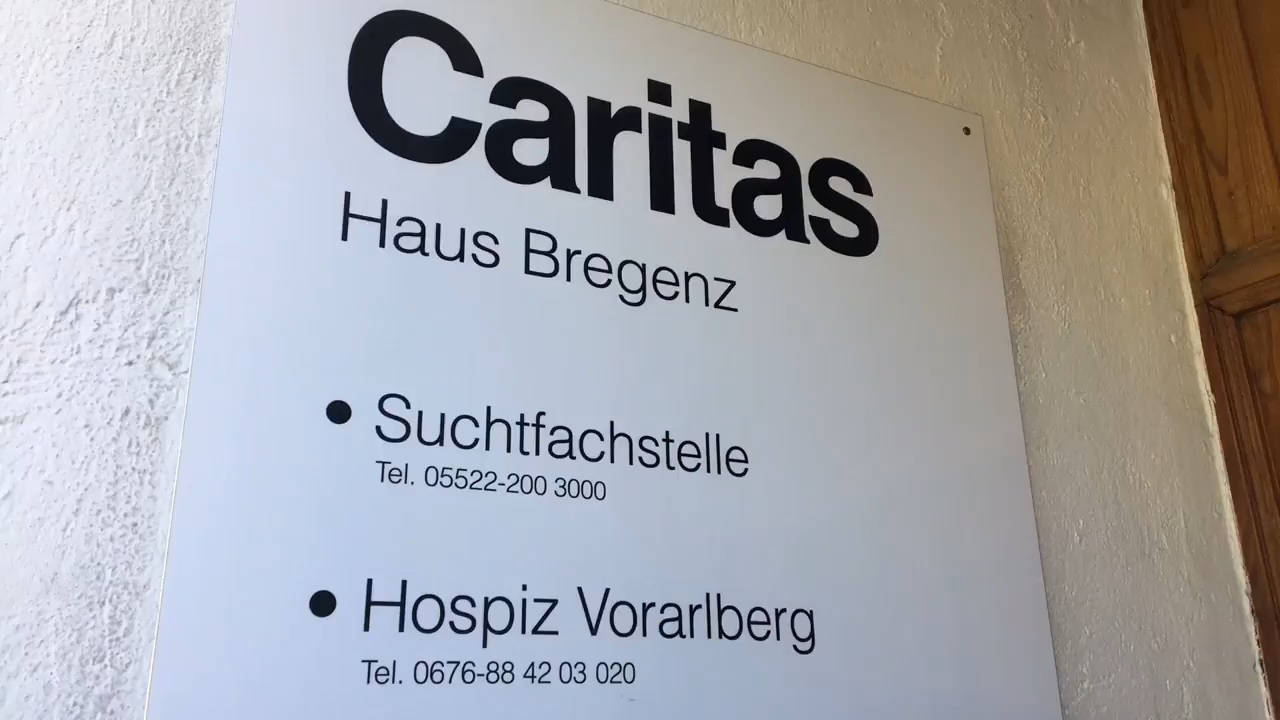 Caritas
Haus Bregenz
• Suchtfachstelle
Tel. 05522-200 3000
• Hospiz Vorarlberg
Tel. 0676-88 42 03 020